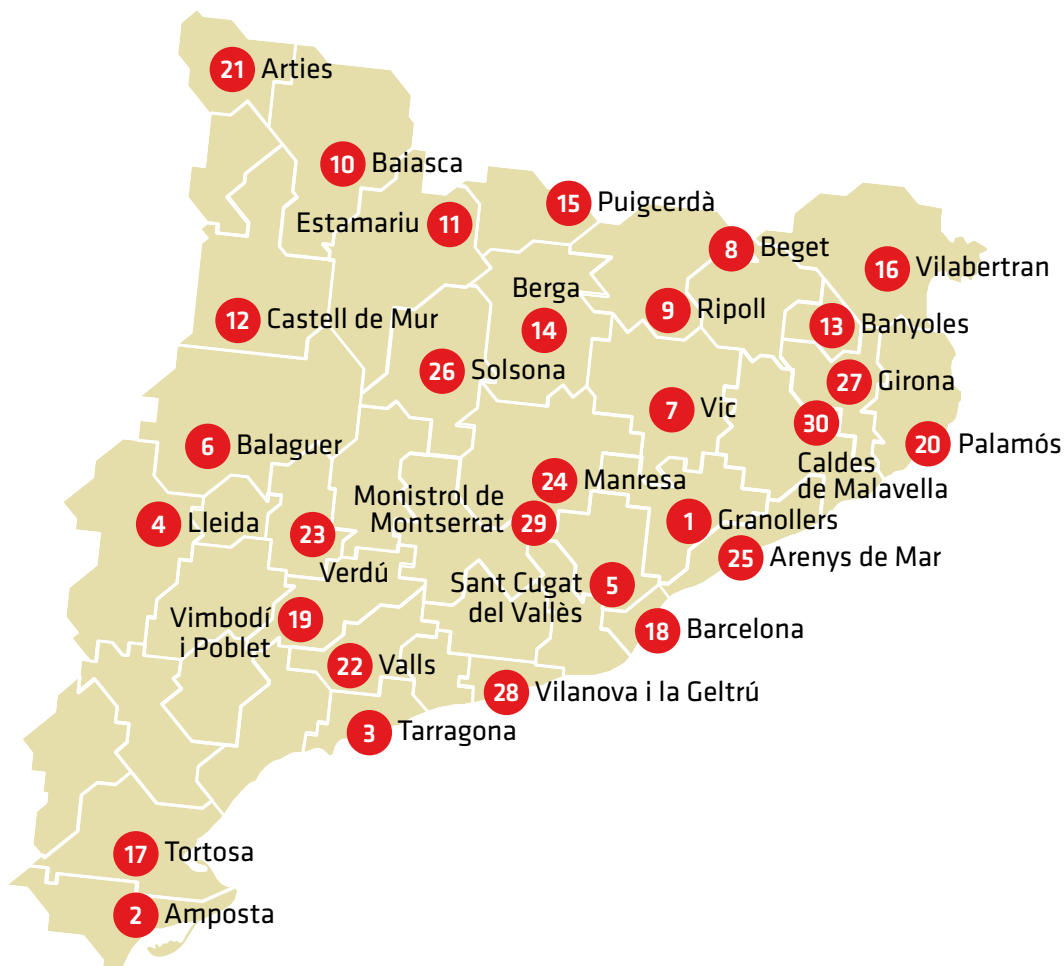 21 Arties
10 Baiasca
15 Puigcerdà
Estamariu 11
8 Beget
16 Vilabertran
Berga
14
9 Ripoll
12 Castell de Mur
13 Banyoles
26 Solsona
27 Girona
7 Vic
30
Caldes
de Malavella
20 Palamós
6 Balaguer
24 Manresa
Monistrol de
Montserrat 29
4 Lleida
23
Verdú
1 Granollers
25 Arenys de Mar
Sant Cugat
del Vallès
5
Vimbodí
i Poblet
19
18 Barcelona
22 Valls
28 Vilanova i la Geltrú
3 Tarragona
17 Tortosa
2 Amposta